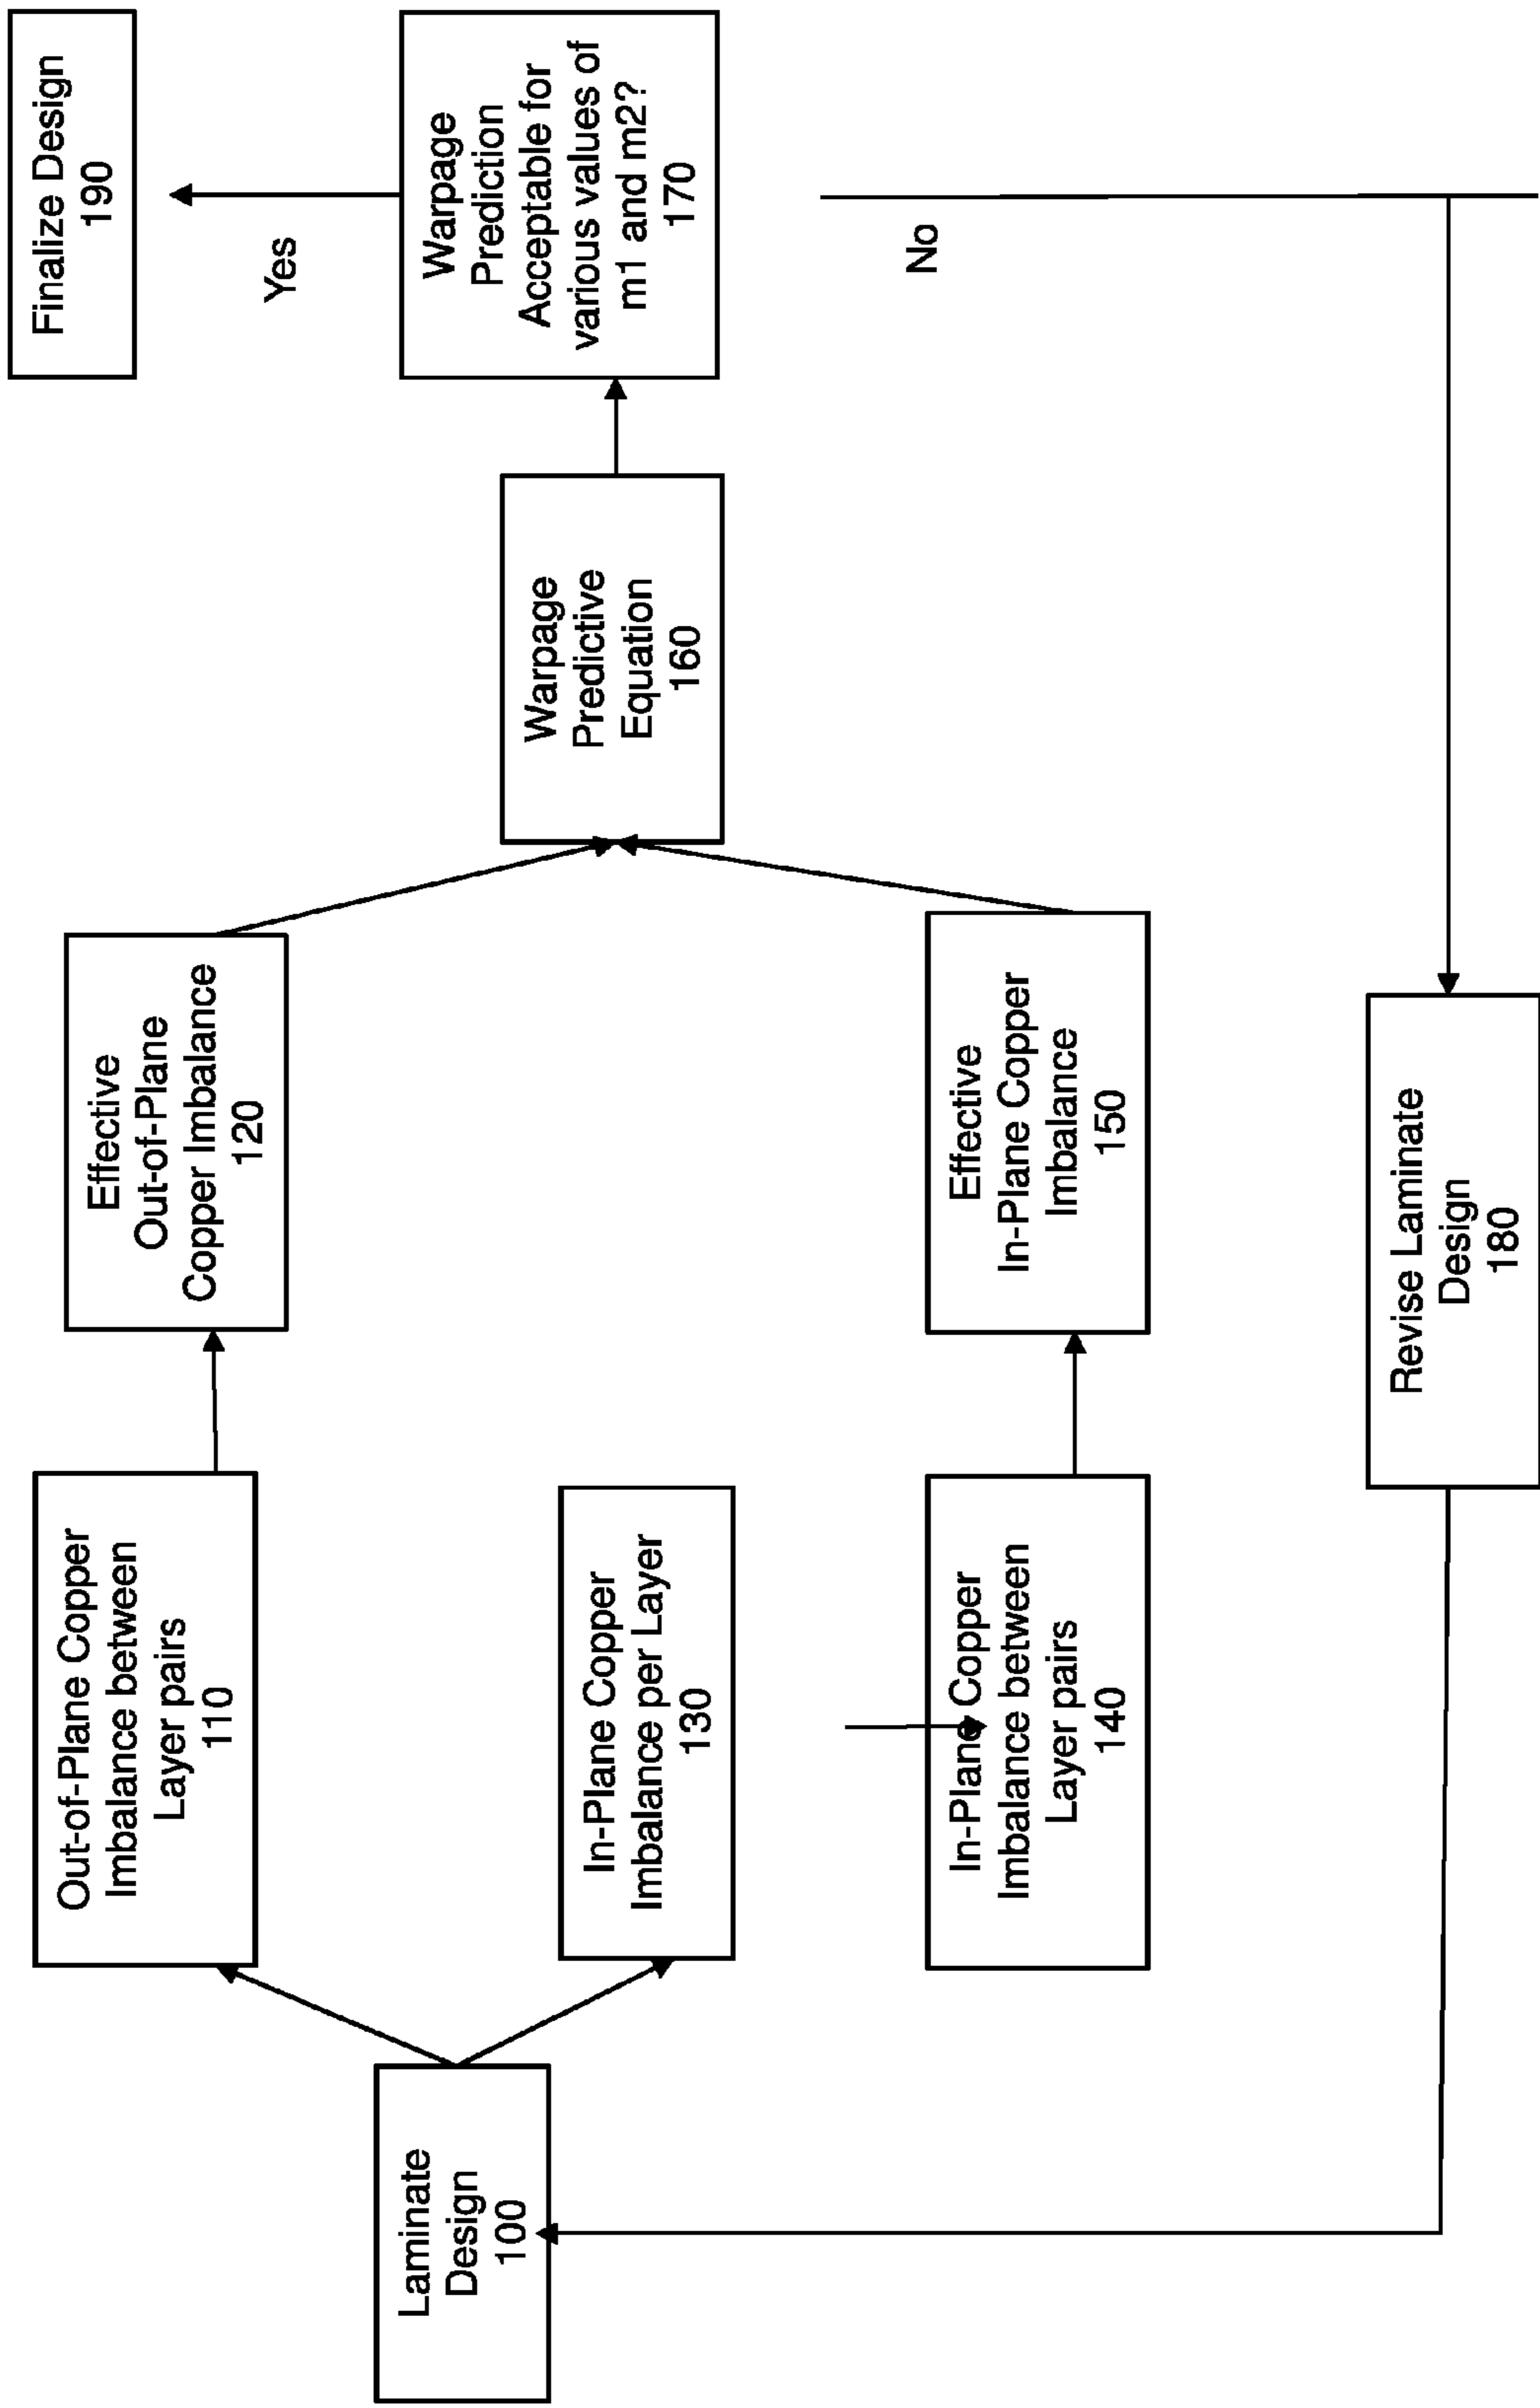 Laminate
Design
100
Out-of-Plane Copper
Imbalance between
Layer pairs
110
Effective
Out-of-Plane
Copper Imbalance
120
In-Plane Copper
Imbalance per Layer
130
In-Plane Copper
Imbalance between
Layer pairs
140
Effective
In-Plane Copper
Imbalance
150
Warpage
Predictive
Equation
160
Warpage
Prediction
Acceptable for
various values of
m1 and m2?
170
Yes
Finalize Design
190
No
Revise Laminate
Design
180